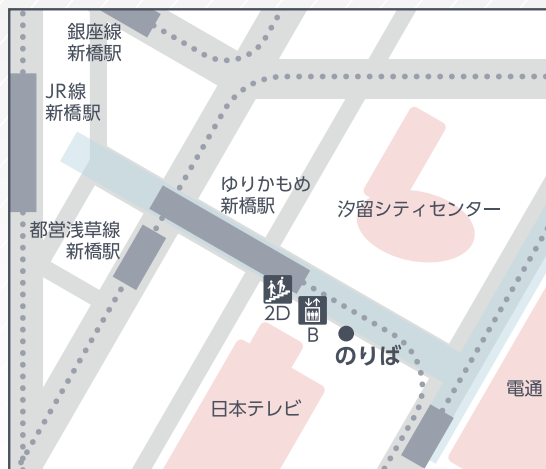 銀座線
新橋駅
JR線
新橋駅
ゆりかもめ
新橋駅
汐留シティセンター
都営浅草線
新橋駅
2D
B
のりば
電通
日本テレビ